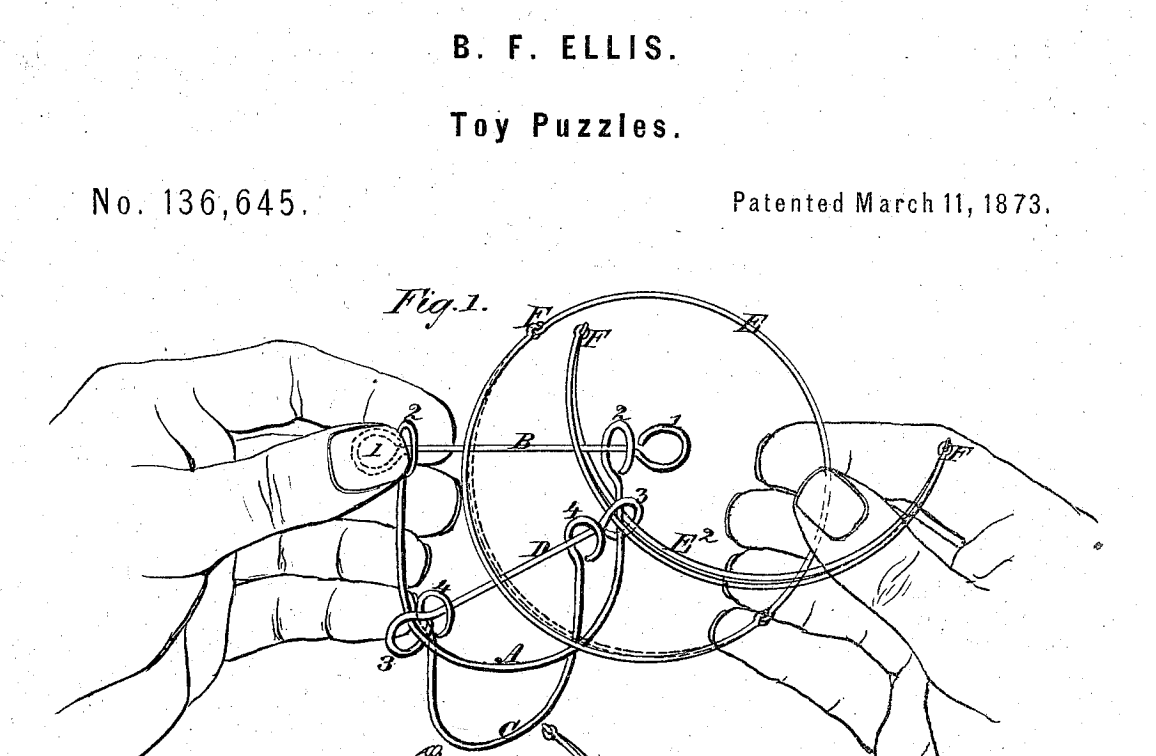 B. F. ELLIS.
Toy Puzzles.
No. 136,645.
Patented March 11, 1873.
Fig. 1.
F
E
F
2
2
1
1
B
F
3
4
E²
D
4
3
A
C